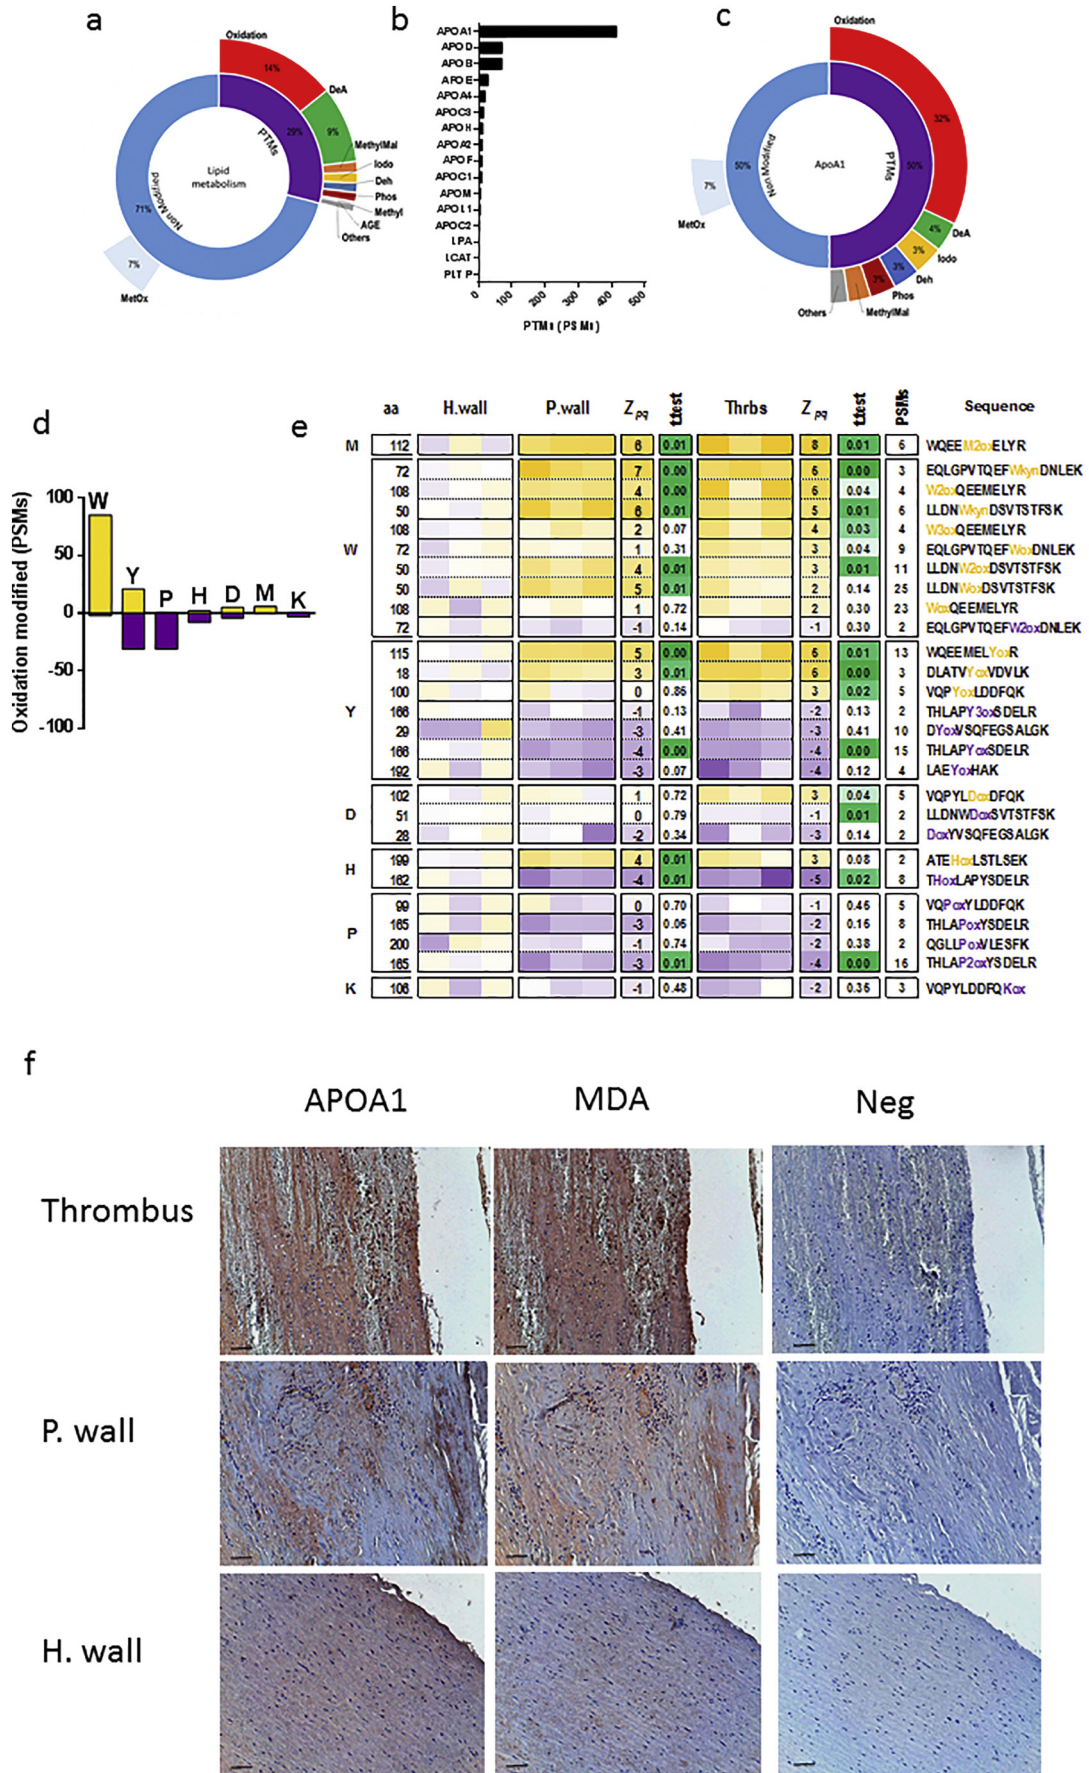 a
Oxidation
14%
DeA
9%
MethylMal
Iodo
Deh
Phos
Methyl
AGE
Others
29%
PTMs
Lipid
metabolism
Non Modified
71%
7%
MetOx
b
APOA1
APOD
APOB
APOE
APOA4
APOC3
APOH
APOA2
APOF
APOC1
APOM
APOL1
APOC2
LPA
LCAT
PLTP
0
100
200
300
400
500
PTMs (PSMs)
c
Oxidation
32%
PTMs
50%
Non Modified
50%
ApoA1
7%
MetOx
4%
DeA
3%
Iodo
3%
Deh
3%
Phos
MethylMal
Others
d
Oxidation modified (PSMs)
100
50
0
-50
-100
W
Y
P
H
D
M
K
e
aa H.wall P.wall Zpq t.test Thrbs Zpq t.test PSMs Sequence
M 112 6 0.01 8 0.01 6 WQEEM2oxELYR
W
72 7 0.00 6 0.00 3 EQLGPVTQEFWkynDNLEK
108 4 0.00 6 0.04 4 W2oxQEEMELYR
50 6 0.01 5 0.01 6 LLDNWkynDSVTSTFSK
108 2 0.07 4 0.03 4 W3oxQEEMELYR
72 1 0.31 3 0.04 9 EQLGPVTQEFWoxDNLEK
50 4 0.01 3 0.01 11 LLDNW2oxDSVTSTFSK
50 5 0.01 2 0.14 25 LLDNWoxDSVTSTFSK
108 1 0.72 2 0.30 23 WoxQEEMELYR
72 -1 0.14 -1 0.30 2 EQLGPVTQEFW2oxDNLEK
Y
115 5 0.00 6 0.01 13 WQEEMELYoxR
18 3 0.01 6 0.00 3 DLATVYoxVDVLK
100 0 0.86 3 0.02 5 VQPYoxLDDFQK
166 -1 0.13 -2 0.13 2 THLAPY3oxSDELR
29 -3 0.41 -3 0.41 10 DYoxVSQFEGSALGK
166 -4 0.00 -4 0.00 15 THLAPYoxSDELR
192 -3 0.07 -4 0.12 4 LAEYoxHAK
D
102 1 0.72 3 0.04 5 VQPYLDoxDFQK
51 0 0.79 -1 0.01 2 LLDNWDoxSVTSTFSK
28 -2 0.34 -3 0.14 2 DoxYVSQFEGSALGK
H
199 4 0.01 3 0.08 2 ATEHoxLSTLSEK
162 -4 0.01 -5 0.02 8 THoxLAPYSDELR
P
99 0 0.70 -1 0.46 5 VQPoxYLDDFQK
165 -3 0.06 -2 0.16 8 THLAPoxYSDELR
200 -1 0.74 -2 0.38 2 QGLLPoxVLESFK
165 -3 0.01 -4 0.00 16 THLAP2oxYSDELR
K 106 -1 0.48 -2 0.36 3 VQPYLDDFQKox
f
APOA1 MDA Neg
Thrombus
P. wall
H. wall